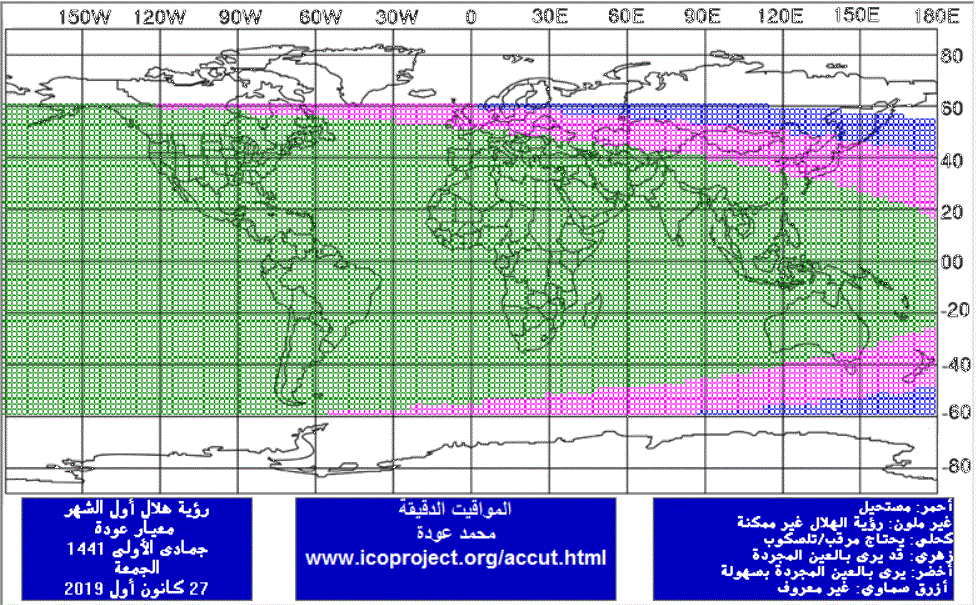 150W 120W 90W 60W 30W 0 30E 60E 90E 120E 150E 180E
80
60
40
20
00
-20
-40
-60
-80
رؤية هلال أول الشهر
معيار عودة
جمادى الأولى 1441
الجمعة
27 كانون أول 2019
المواقيت الدقيقة
محمد عودة
www.icoproject.org/accut.html
أحمر: مستحيل
غير ملون: رؤية الهلال غير ممكنة
كحلي: يحتاج مرقب/تلسكوب
زهري: قد يرى بالعين المجردة
أخضر: يرى بالعين المجردة بسهولة
أزرق سماوي: غير معروف